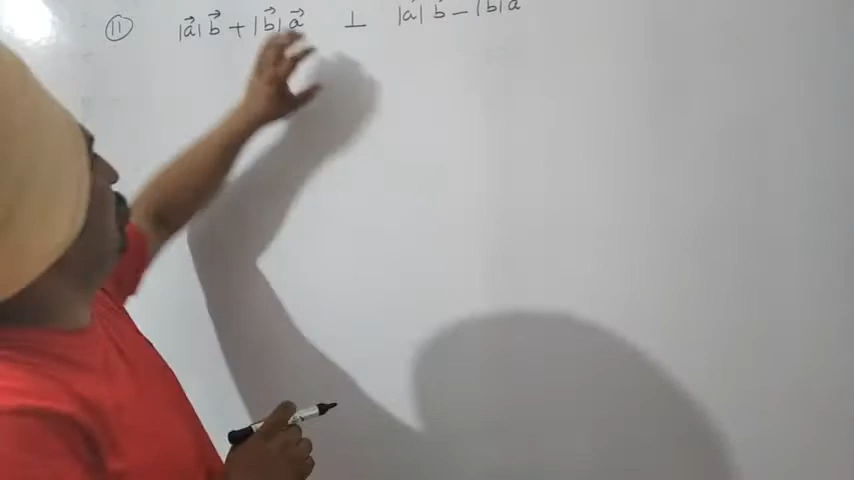 ⑪ |a⃗| b⃗ + |b⃗| a⃗ ⊥ |a⃗| b⃗ − |b⃗| a⃗